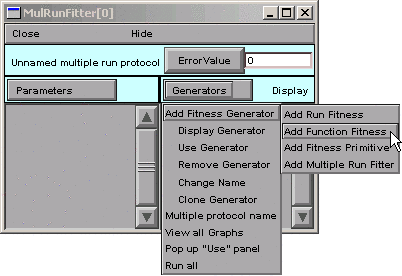 MulRunFitter[0]
Close Hide
Unnamed multiple run protocol ErrorValue 0
Parameters Generators Display
Add Fitness Generator Add Run Fitness
Display Generator Add Function Fitness
Use Generator Add Fitness Primitive
Remove Generator Add Multiple Run Fitter
Change Name
Clone Generator
Multiple protocol name
View all Graphs
Pop up "Use" panel
Run all